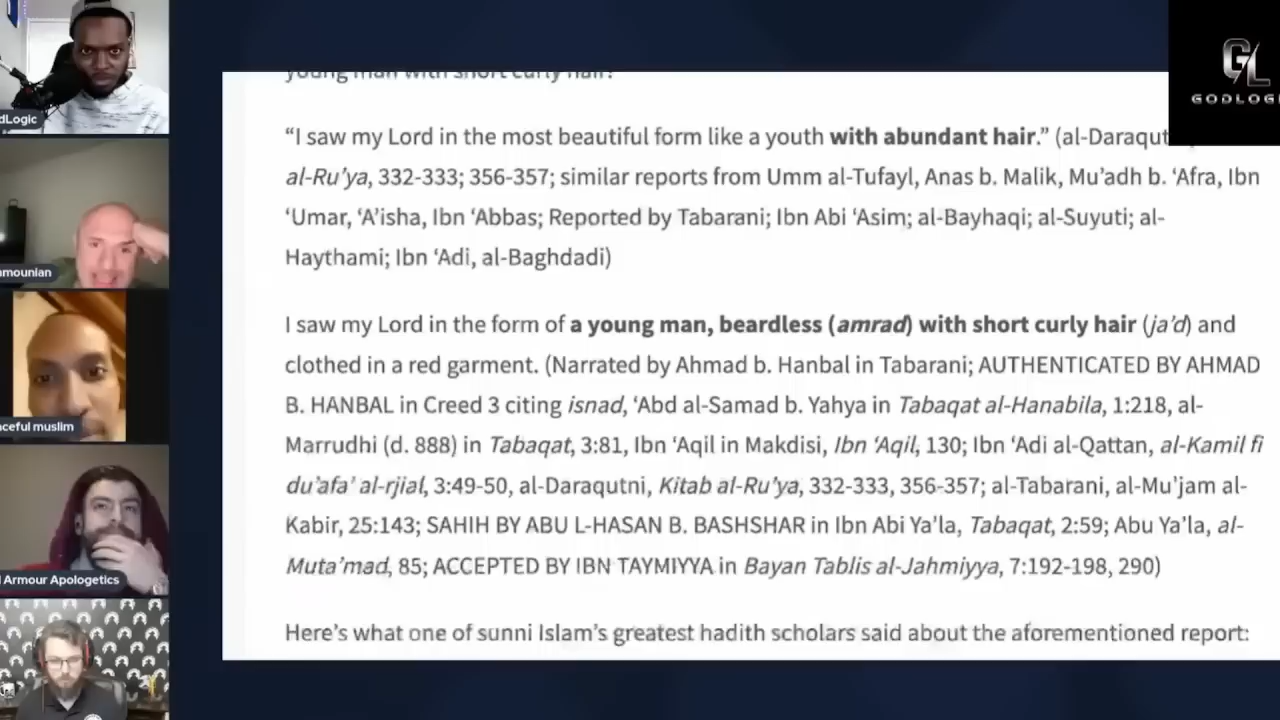 dLogic
amounian
aceful muslim
l Armour Apologetics
GL
GODLOGI
young man with short curly hair?
“I saw my Lord in the most beautiful form like a youth with abundant hair.” (al-Daraqut
al-Ru’ya, 332-333; 356-357; similar reports from Umm al-Tufayl, Anas b. Malik, Mu’adh b. ‘Afra, Ibn
‘Umar, ‘A’isha, Ibn ‘Abbas; Reported by Tabarani; Ibn Abi ‘Asim; al-Bayhaqi; al-Suyuti; al-
Haythami; Ibn ‘Adi, al-Baghdadi)
I saw my Lord in the form of a young man, beardless (amrad) with short curly hair (ja’d) and
clothed in a red garment. (Narrated by Ahmad b. Hanbal in Tabarani; AUTHENTICATED BY AHMAD
B. HANBAL in Creed 3 citing isnad, ‘Abd al-Samad b. Yahya in Tabaqat al-Hanabila, 1:218, al-
Marrudhi (d. 888) in Tabaqat, 3:81, Ibn ‘Aqil in Makdisi, Ibn ‘Aqil, 130; Ibn ‘Adi al-Qattan, al-Kamil fi
du’afa’ al-rjial, 3:49-50, al-Daraqutni, Kitab al-Ru’ya, 332-333, 356-357; al-Tabarani, al-Mu’jam al-
Kabir, 25:143; SAHIH BY ABU L-HASAN B. BASHSHAR in Ibn Abi Ya’la, Tabaqat, 2:59; Abu Ya’la, al-
Muta’mad, 85; ACCEPTED BY IBN TAYMIYYA in Bayan Tablis al-Jahmiyya, 7:192-198, 290)
Here’s what one of sunni Islam’s greatest hadith scholars said about the aforementioned report: